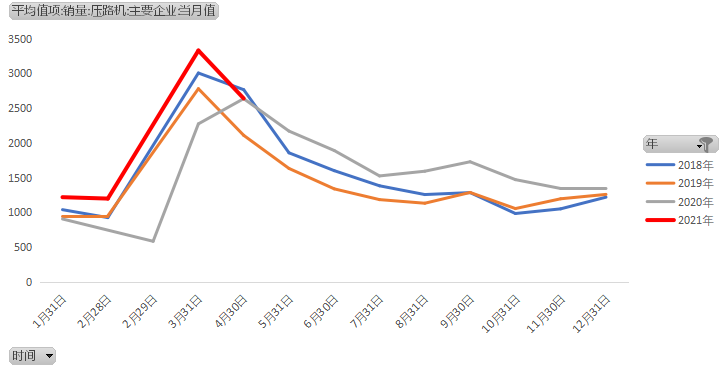 平均值项:销量:压路机:主要企业:当月值
3500
3000
2500
2000
1500
1000
500
0
1月31日
2月28日
2月29日
3月31日
4月30日
5月31日
6月30日
7月31日
8月31日
9月30日
10月31日
11月30日
12月31日
年
2018年
2019年
2020年
2021年
时间